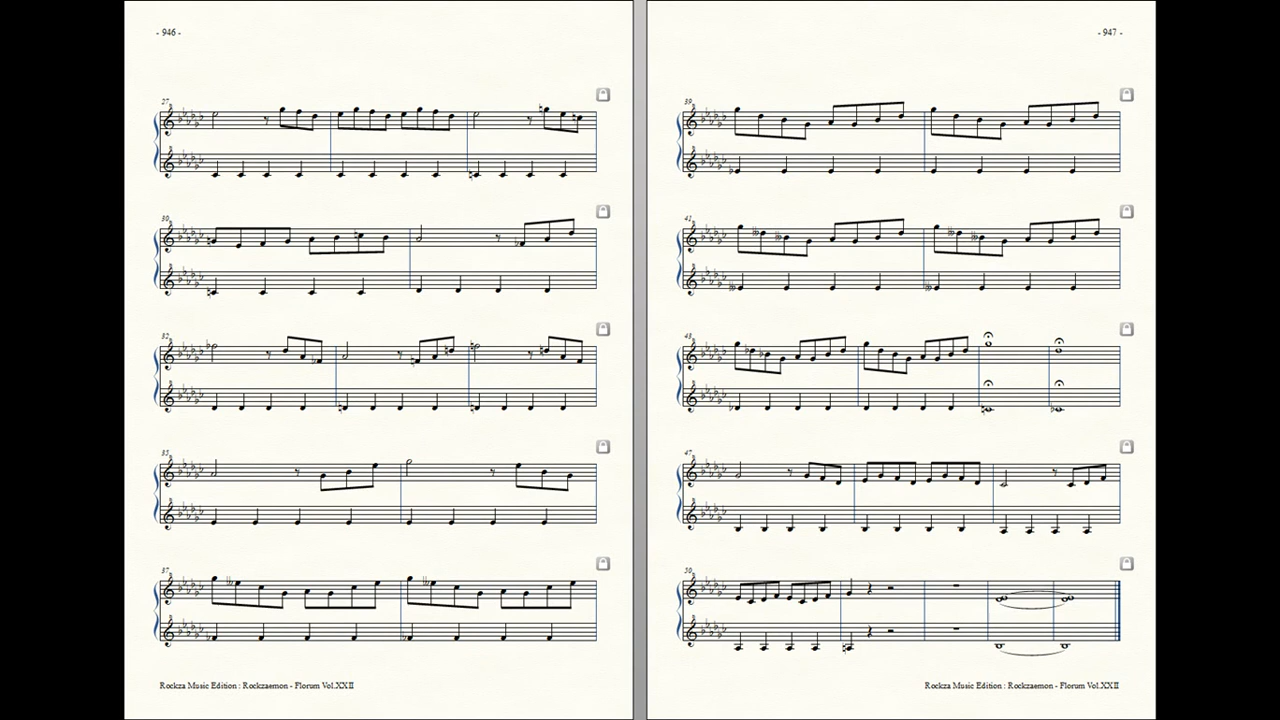 - 946 -
27
30
32
35
37
Rockza Music Edition : Rockzaemon - Florum Vol.XXII
- 947 -
39
41
43
47
50
Rockza Music Edition : Rockzaemon - Florum Vol.XXII